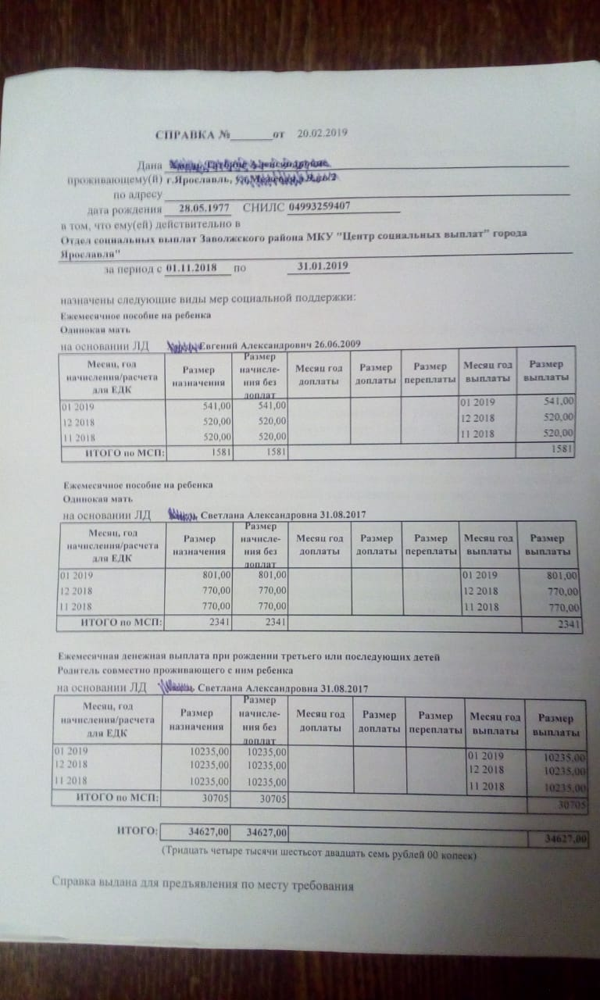 СПРАВКА №_______от 20.02.2019
Дана
проживающему(й) г.Ярославль,
по адресу
дата рождения 28.05.1977 СНИЛС 04993259407
в том, что ему(ей) действительно в
Отдел социальных выплат Заволжского района МКУ "Центр социальных выплат" города
Ярославля"
за период с 01.11.2018 по 31.01.2019
назначены следующие виды мер социальной поддержки:
Ежемесячное пособие на ребенка
Одинокая мать
на основании ЛД Евгений Александрович 26.06.2009
Месяц, год начисления/расчета для ЕДК Размер назначения Размер начисле-ния без доплат Месяц год доплаты Размер доплаты Размер переплаты Месяц год выплаты Размер выплаты
01 2019 541,00 541,00 01 2019 541,00
12 2018 520,00 520,00 12 2018 520,00
11 2018 520,00 520,00 11 2018 520,00
ИТОГО по МСП: 1581 1581 1581
Ежемесячное пособие на ребенка
Одинокая мать
на основании ЛД Светлана Александровна 31.08.2017
Месяц, год начисления/расчета для ЕДК Размер назначения Размер начисле-ния без доплат Месяц год доплаты Размер доплаты Размер переплаты Месяц год выплаты Размер выплаты
01 2019 801,00 801,00 01 2019 801,00
12 2018 770,00 770,00 12 2018 770,00
11 2018 770,00 770,00 11 2018 770,00
ИТОГО по МСП: 2341 2341 2341
Ежемесячная денежная выплата при рождении третьего или последующих детей
Родитель совместно проживающего с ним ребенка
на основании ЛД Светлана Александровна 31.08.2017
Месяц, год начисления/расчета для ЕДК Размер назначения Размер начисле-ния без доплат Месяц год доплаты Размер доплаты Размер переплаты Месяц год выплаты Размер выплаты
01 2019 10235,00 10235,00 01 2019 10235,00
12 2018 10235,00 10235,00 12 2018 10235,00
11 2018 10235,00 10235,00 11 2018 10235,00
ИТОГО по МСП: 30705 30705 30705
ИТОГО: 34627,00 34627,00 34627,00
(Тридцать четыре тысячи шестьсот двадцать семь рублей 00 копеек)
Справка выдана для предъявления по месту требования